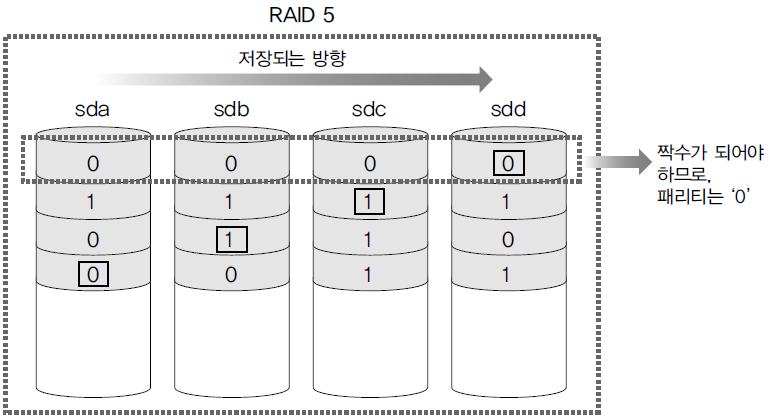 RAID 5
저장되는 방향
sda sdb sdc sdd
0 0 0 0
1 1 1 1
0 1 1 0
0 0 1 1
짝수가 되어야
하므로,
패리티는 ‘0’